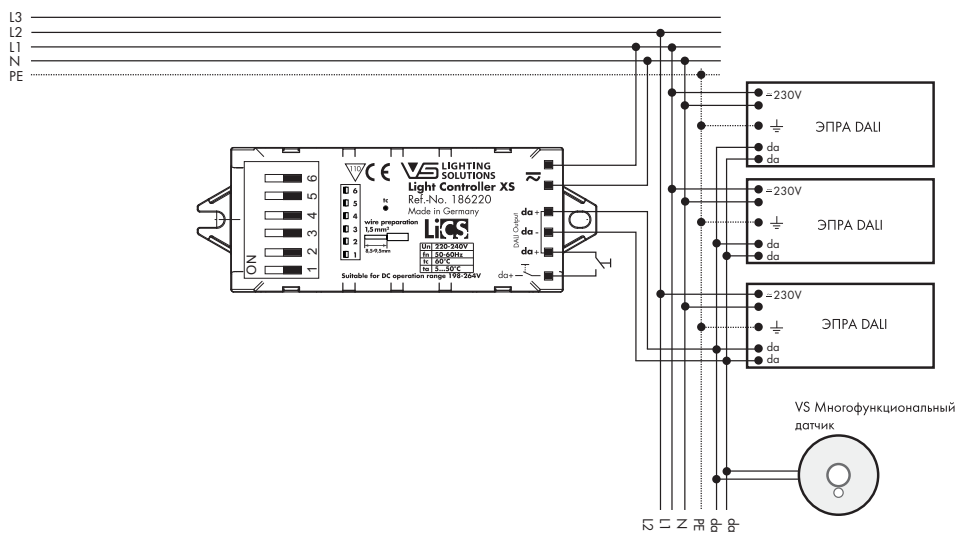 L3
L2
L1
N
PE
ON
1 2 3 4 5 6
6
5
4
3
2
1
110
CE
tc
wire preparation
1,5 mm²
8.5-9.5mm
VS LIGHTING
SOLUTIONS
Light Controller XS
Ref.-No. 186220
Made in Germany
LiCS
Un 220-240V
fn 50-60Hz
tc 60°C
ta 5...50°C
Suitable for DC operation range 198-264V
DALI Output
da+
da-
da+
da+
230V
ЭПРА DALI
da
da
230V
ЭПРА DALI
da
da
230V
ЭПРА DALI
da
da
VS Многофункциональный
датчик
L2
L1
N
PE
da
da